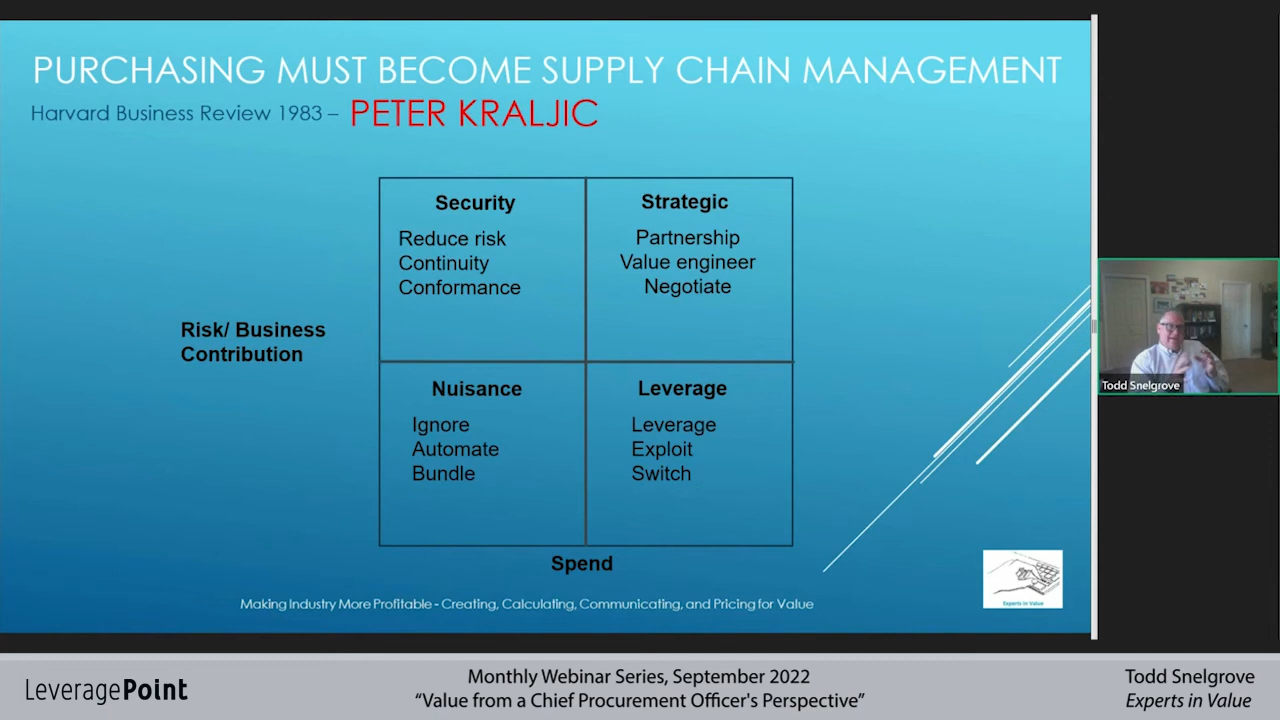 PURCHASING MUST BECOME SUPPLY CHAIN MANAGEMENT
Harvard Business Review 1983 – PETER KRALJIC
Security
Reduce risk
Continuity
Conformance
Strategic
Partnership
Value engineer
Negotiate
Risk/ Business
Contribution
Nuisance
Ignore
Automate
Bundle
Leverage
Leverage
Exploit
Switch
Spend
Making Industry More Profitable - Creating, Calculating, Communicating, and Pricing for Value
Experts in Value
Todd Snelgrove
LeveragePoint
Monthly Webinar Series, September 2022
“Value from a Chief Procurement Officer's Perspective”
Todd Snelgrove
Experts in Value